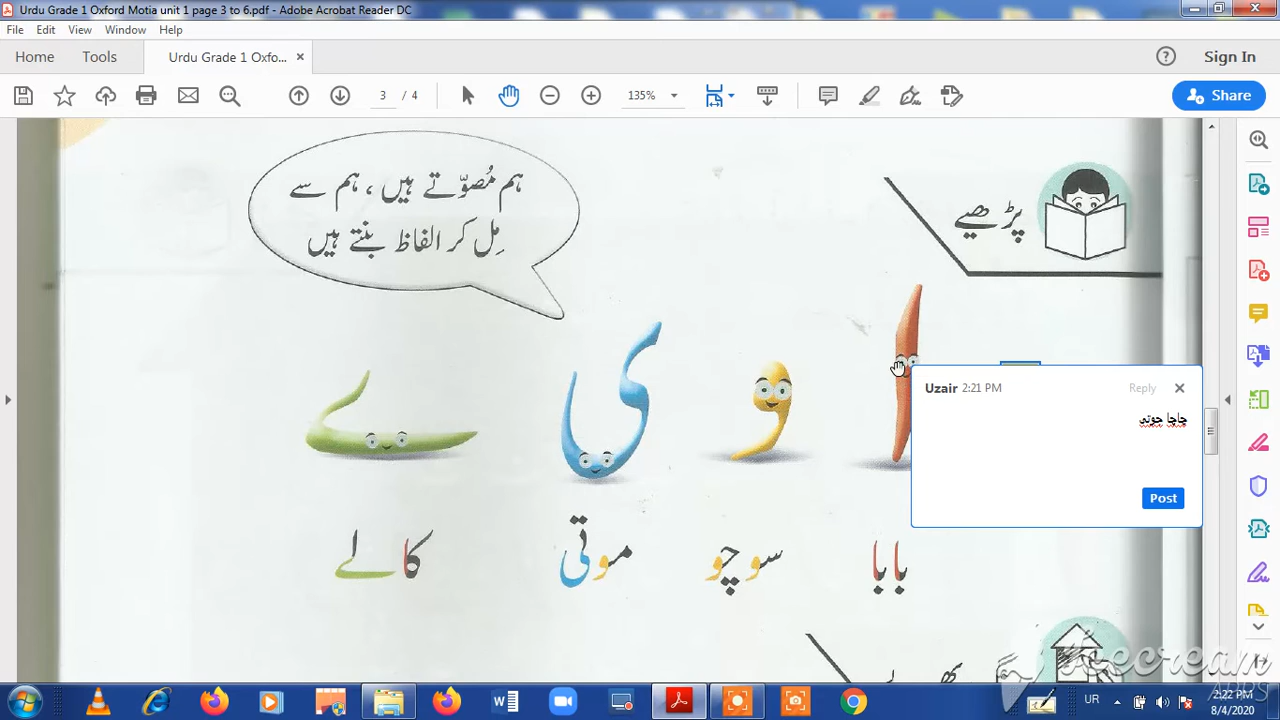 Urdu Grade 1 Oxford Motia unit 1 page 3 to 6.pdf - Adobe Acrobat Reader DC
File Edit View Window Help
Home Tools Urdu Grade 1 Oxfo... ×
Sign In
3 / 4
135%
Share
ہم مُصوّتے ہیں ، ہم سے
مِل کر الفاظ بنتے ہیں
پڑھیے
ا و ی ے
Uzair 2:21 PM Reply
چاچا جوتی
Post
بابا سوچو موتی کالے
Icecream
APPS
UR
2:22 PM
8/4/2020